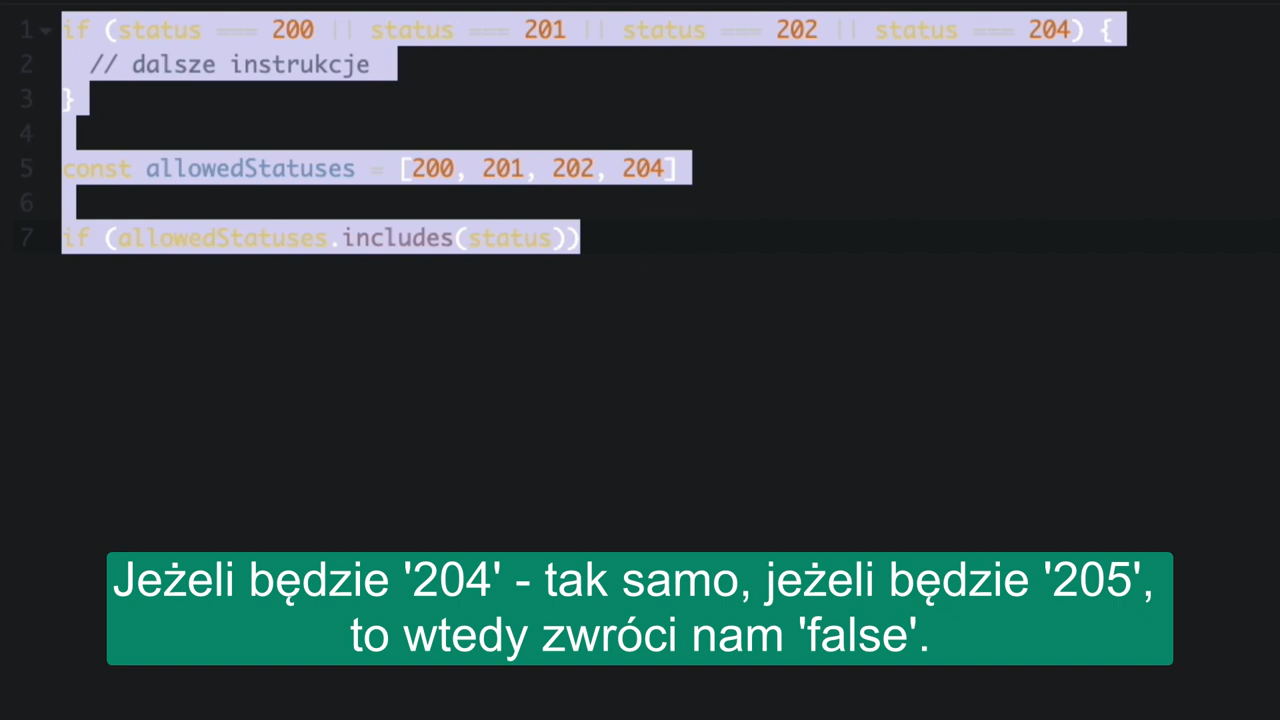 1 if (status === 200 || status === 201 || status === 202 || status === 204) {
2 // dalsze instrukcje
3 }
4
5 const allowedStatuses = [200, 201, 202, 204]
6
7 if (allowedStatuses.includes(status))
Jeżeli będzie '204' - tak samo, jeżeli będzie '205',
to wtedy zwróci nam 'false'.